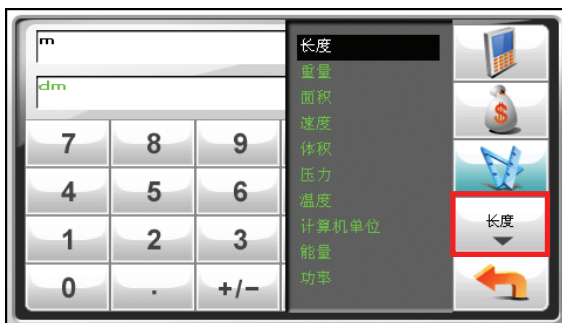 m
dm
7 8 9
4 5 6
1 2 3
0 . +/-
长度
重量
面积
速度
体积
压力
温度
计算机单位
能量
功率
$
长度